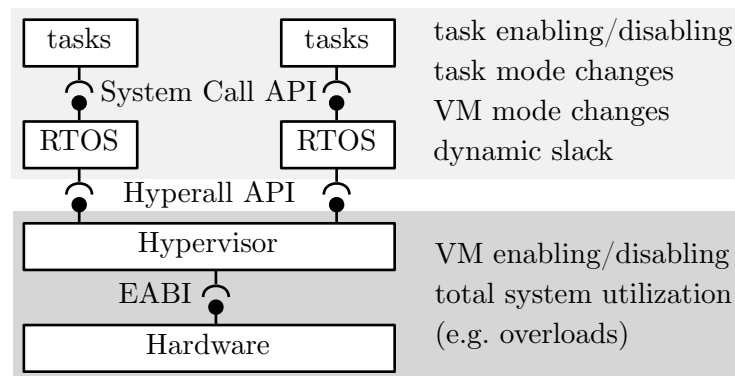 tasks tasks
System Call API
RTOS RTOS
Hyperall API
Hypervisor
EABI
Hardware
task enabling/disabling
task mode changes
VM mode changes
dynamic slack
VM enabling/disabling
total system utilization
(e.g. overloads)